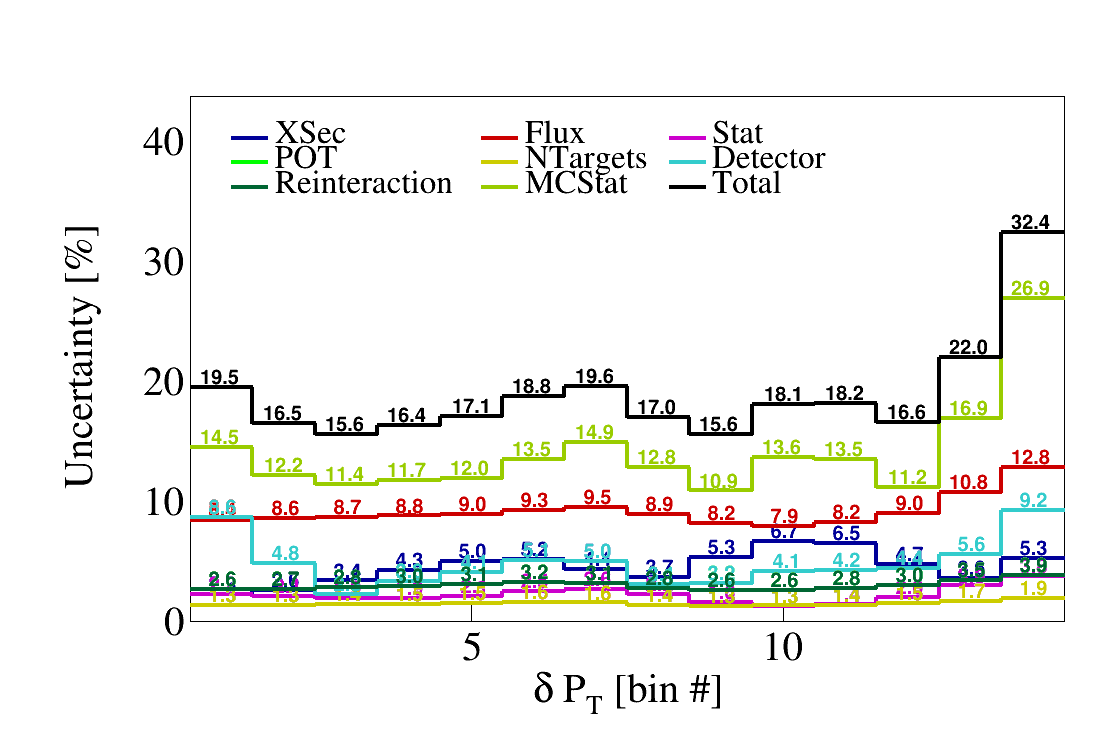 40
XSec Flux Stat
POT NTargets Detector
Reinteraction MCStat Total
32.4
30
26.9
22.0
20
19.5 16.5 15.6 16.4 17.1 18.8 19.6 17.0 15.6 18.1 18.2 16.6
14.5 12.2 11.4 11.7 12.0 13.5 14.9 12.8 10.9 13.6 13.5 11.2 16.9
10
8.6 8.7 8.8 9.0 9.3 9.5 8.9 8.2 7.9 8.2 9.0 10.8 12.8
4.8 5.0 4.1 4.2 5.6 9.2
4.3 5.0 5.2 5.3 6.7 6.5 4.7 5.3
2.6 3.0 3.1 3.2 2.6 2.6 2.8 3.0 3.9
1.3 1.6 1.3 1.4 1.7 1.9
0
5 10
δ P_T [bin #]
Uncertainty [%]